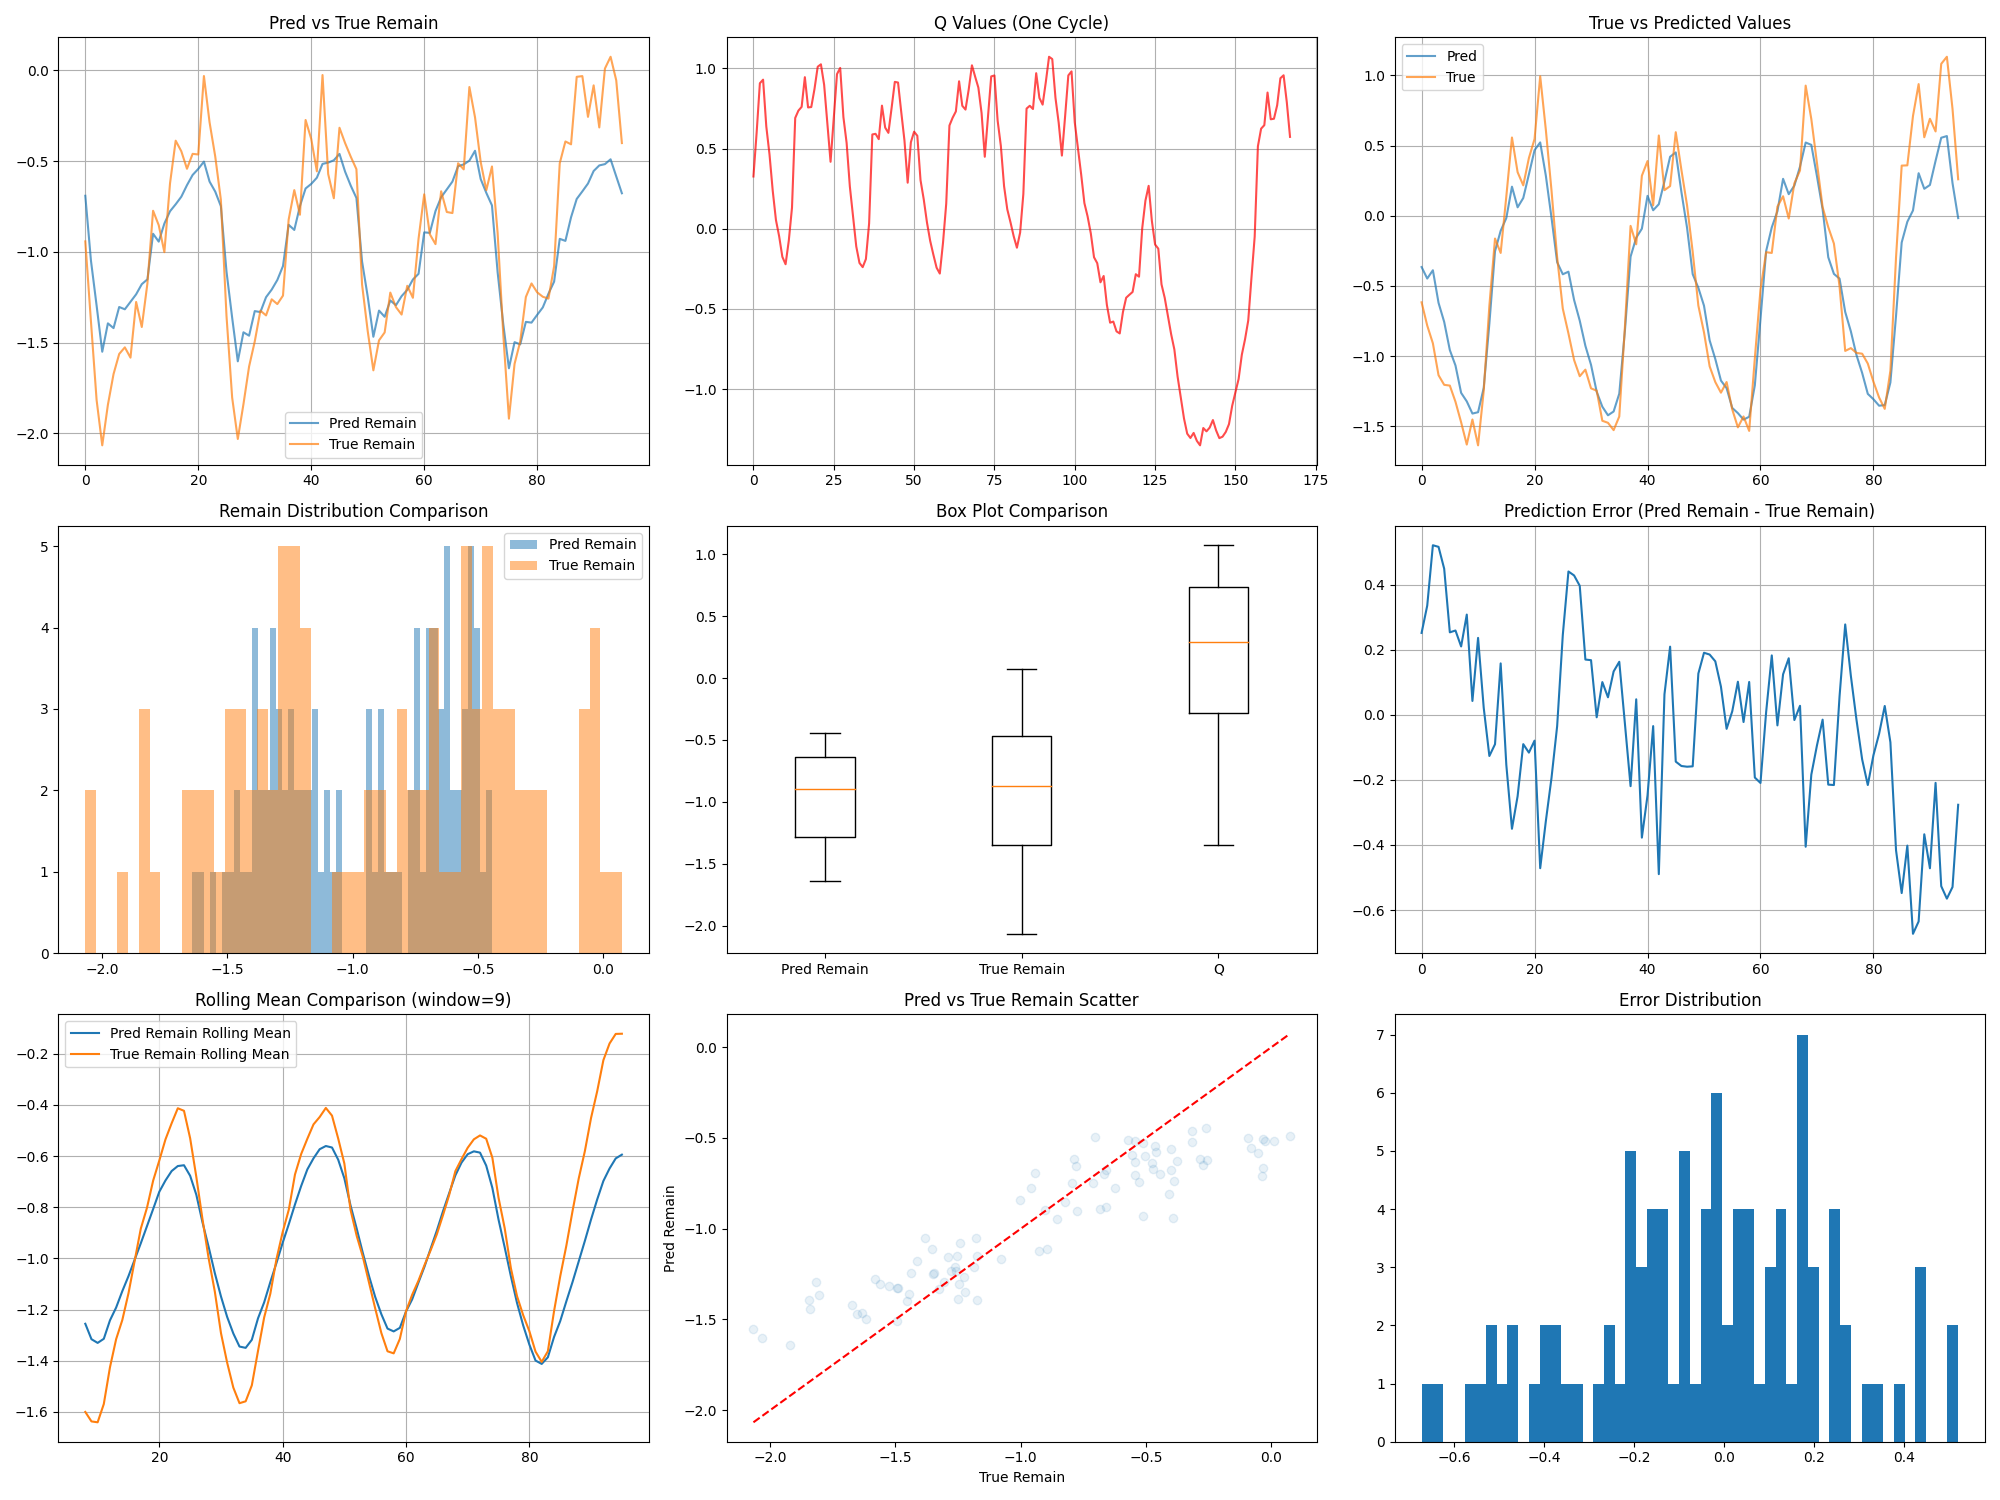 Pred vs True Remain
0.0
−0.5
−1.0
−1.5
−2.0
Pred Remain
True Remain
0 20 40 60 80
Q Values (One Cycle)
1.0
0.5
0.0
−0.5
−1.0
0 25 50 75 100 125 150 175
True vs Predicted Values
Pred
True
1.0
0.5
0.0
−0.5
−1.0
−1.5
0 20 40 60 80
Remain Distribution Comparison
Pred Remain
True Remain
5
4
3
2
1
0
−2.0 −1.5 −1.0 −0.5 0.0
Box Plot Comparison
1.0
0.5
0.0
−0.5
−1.0
−1.5
−2.0
Pred Remain True Remain Q
Prediction Error (Pred Remain - True Remain)
0.4
0.2
0.0
−0.2
−0.4
−0.6
0 20 40 60 80
Rolling Mean Comparison (window=9)
Pred Remain Rolling Mean
True Remain Rolling Mean
−0.2
−0.4
−0.6
−0.8
−1.0
−1.2
−1.4
−1.6
20 40 60 80
Pred vs True Remain Scatter
Pred Remain
0.0
−0.5
−1.0
−1.5
−2.0
−2.0 −1.5 −1.0 −0.5 0.0
True Remain
Error Distribution
7
6
5
4
3
2
1
0
−0.6 −0.4 −0.2 0.0 0.2 0.4